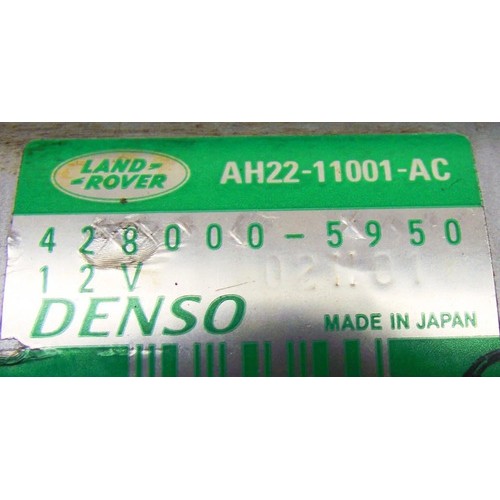 LAND-
-ROVER
AH22-11001-AC
428000-5950
12V
DENSO
MADE IN JAPAN